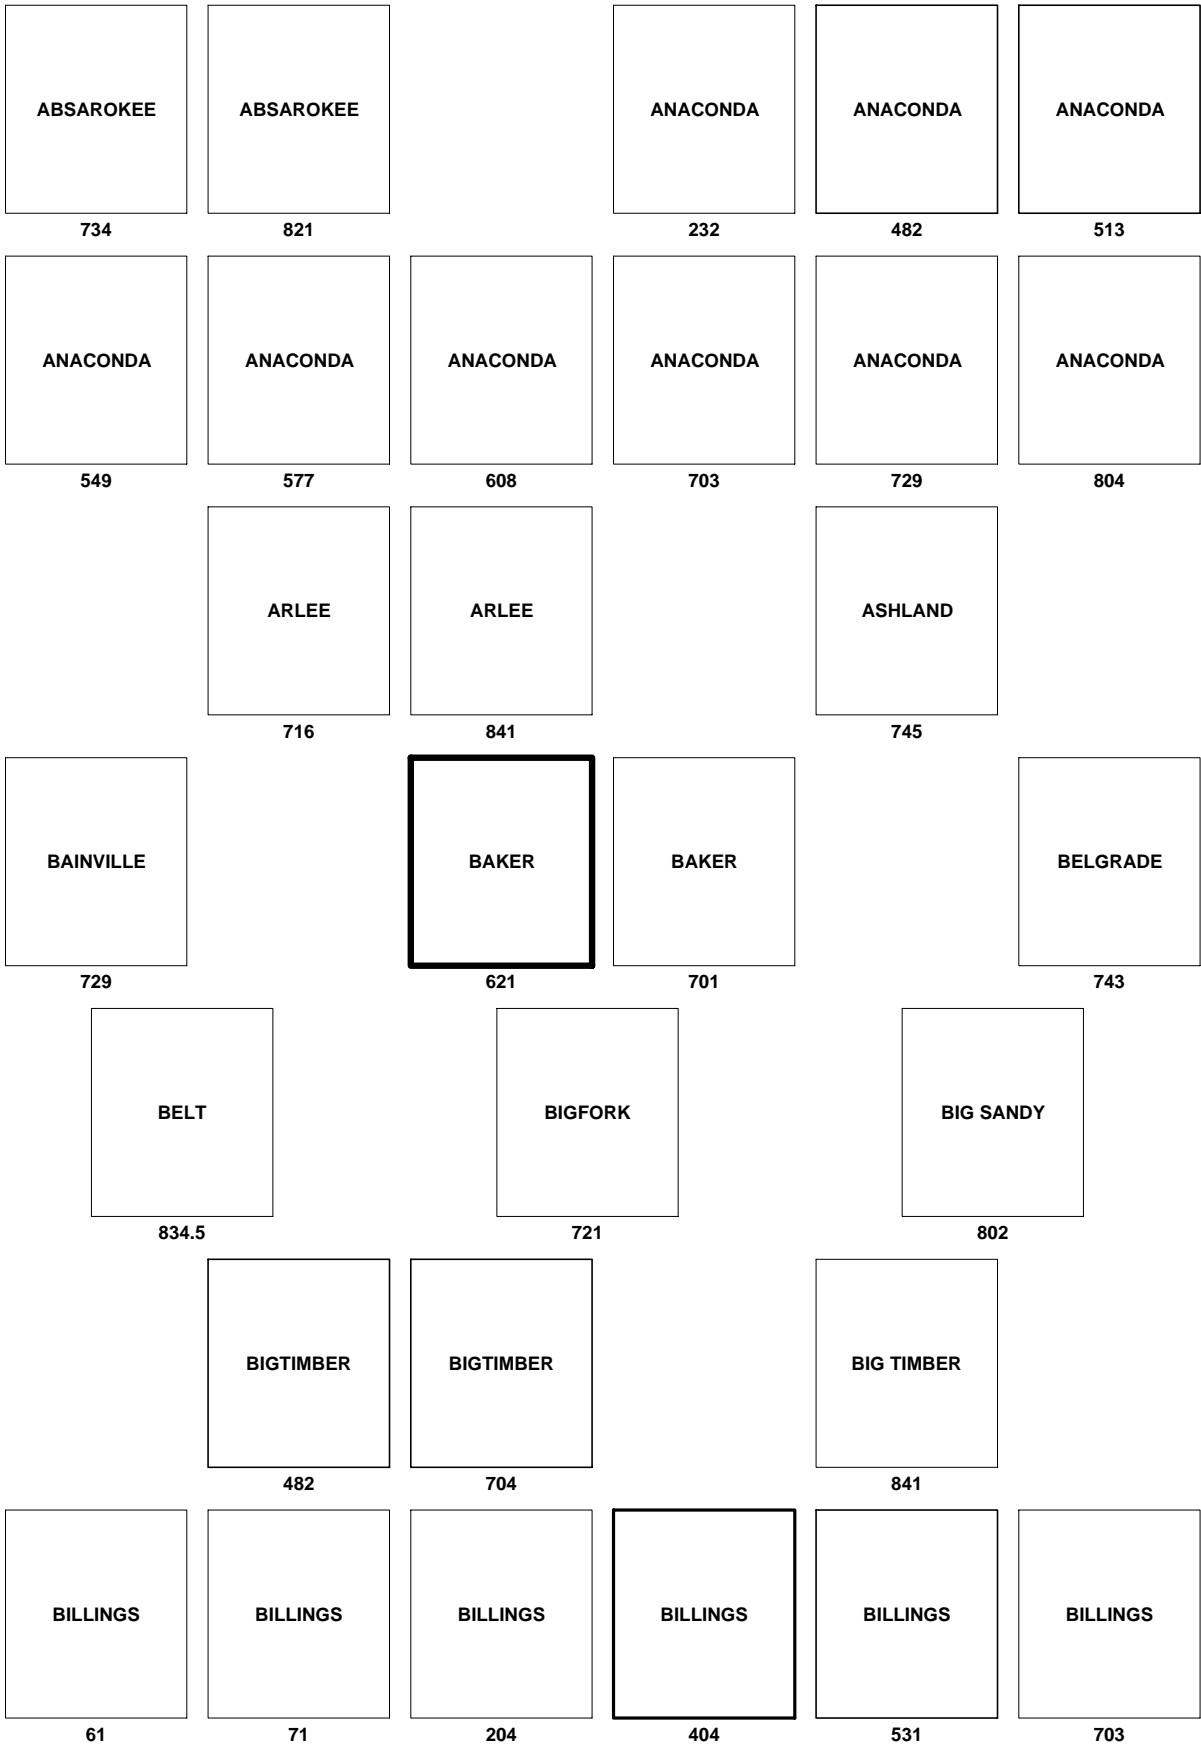 ABSAROKEE ABSAROKEE ANACONDA ANACONDA ANACONDA
734 821 232 482 513
ANACONDA ANACONDA ANACONDA ANACONDA ANACONDA ANACONDA
549 577 608 703 729 804
ARLEE ARLEE ASHLAND
716 841 745
BAINVILLE BAKER BAKER BELGRADE
729 621 701 743
BELT BIGFORK BIG SANDY
834.5 721 802
BIGTIMBER BIGTIMBER BIG TIMBER
482 704 841
BILLINGS BILLINGS BILLINGS BILLINGS BILLINGS BILLINGS
61 71 204 404 531 703